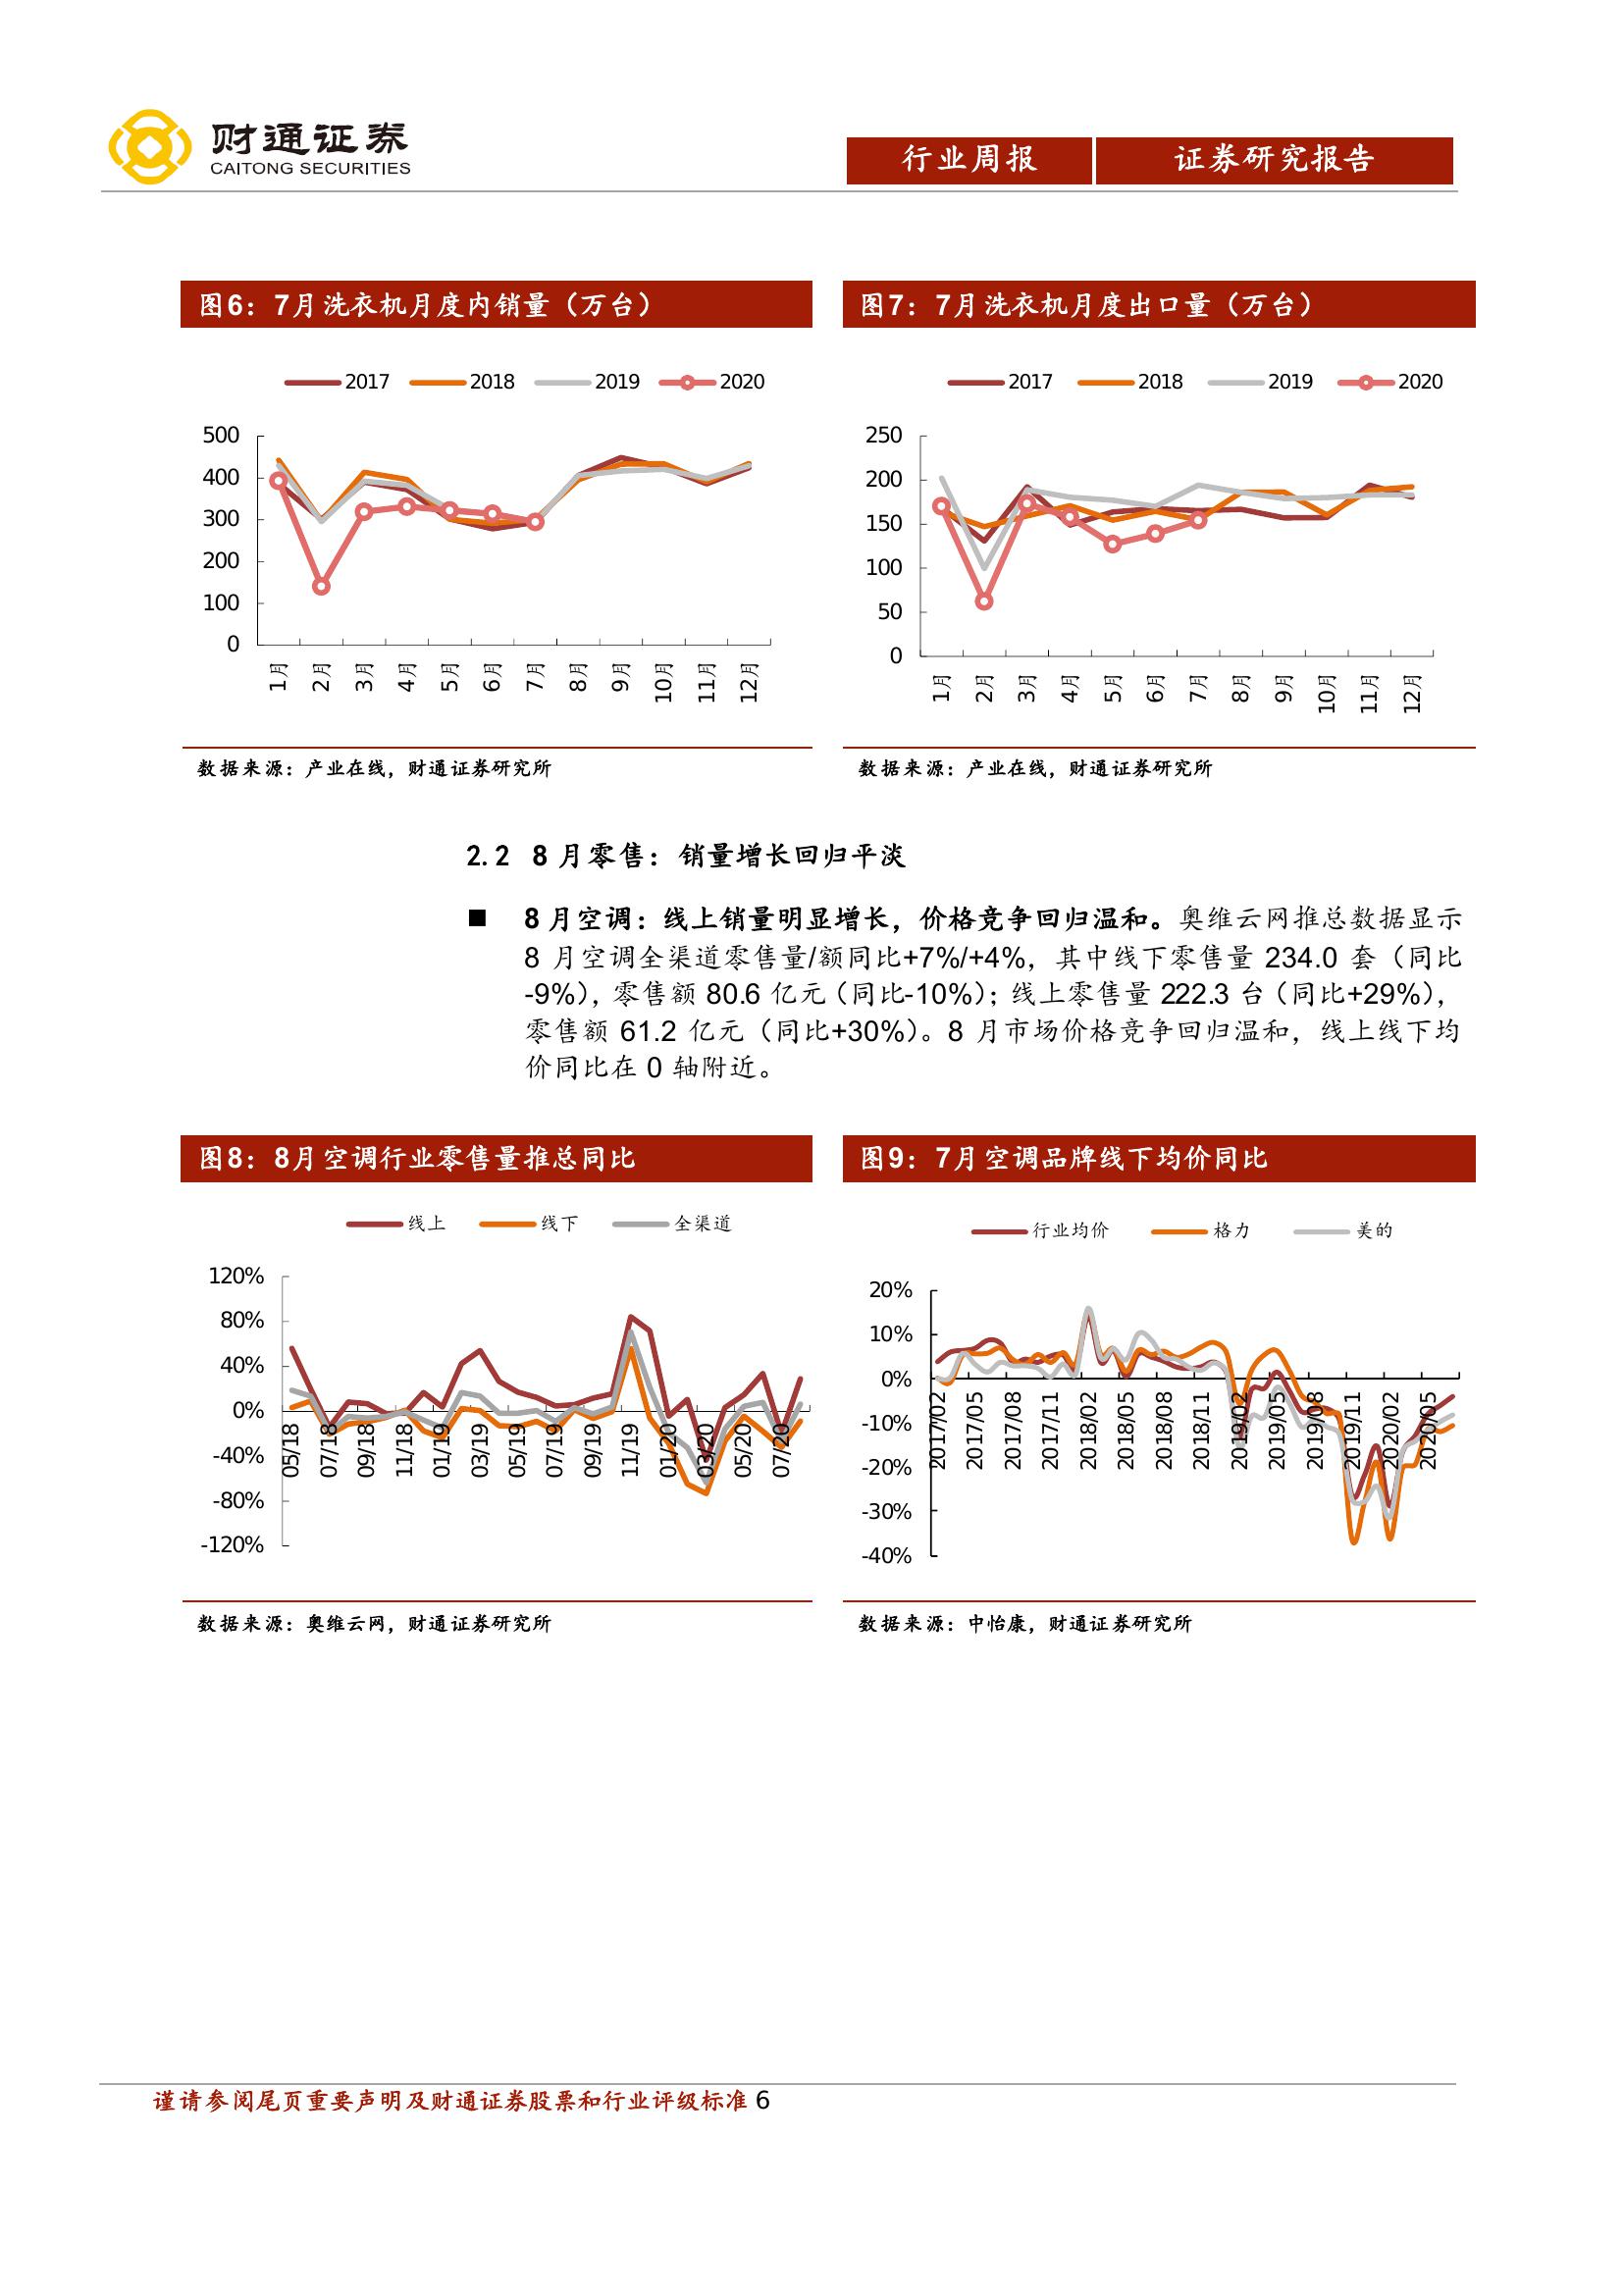 财通证券
CAITONG SECURITIES
行业周报 证券研究报告
图6：7月洗衣机月度内销量（万台）
2017 2018 2019 2020
500
400
300
200
100
0
1月 2月 3月 4月 5月 6月 7月 8月 9月 10月 11月 12月
数据来源：产业在线，财通证券研究所
图7：7月洗衣机月度出口量（万台）
2017 2018 2019 2020
250
200
150
100
50
0
1月 2月 3月 4月 5月 6月 7月 8月 9月 10月 11月 12月
数据来源：产业在线，财通证券研究所
2.2 8月零售：销量增长回归平淡
■ 8月空调：线上销量明显增长，价格竞争回归温和。奥维云网推总数据显示
8 月空调全渠道零售量/额同比+7%/+4%，其中线下零售量 234.0 套（同比
-9%），零售额 80.6 亿元（同比-10%）；线上零售量 222.3 台（同比+29%），
零售额 61.2 亿元（同比+30%）。8 月市场价格竞争回归温和，线上线下均
价同比在 0 轴附近。
图8：8月空调行业零售量推总同比
线上 线下 全渠道
120%
80%
40%
0%
-40%
-80%
-120%
05/18 07/18 09/18 11/18 01/19 03/19 05/19 07/19 09/19 11/19 01/20 03/20 05/20 07/20
数据来源：奥维云网，财通证券研究所
图9：7月空调品牌线下均价同比
行业均价 格力 美的
20%
10%
0%
-10%
-20%
-30%
-40%
2017/02 2017/05 2017/08 2017/11 2018/02 2018/05 2018/08 2018/11 2019/02 2019/05 2019/08 2019/11 2020/02 2020/05
数据来源：中怡康，财通证券研究所
谨请参阅尾页重要声明及财通证券股票和行业评级标准 6